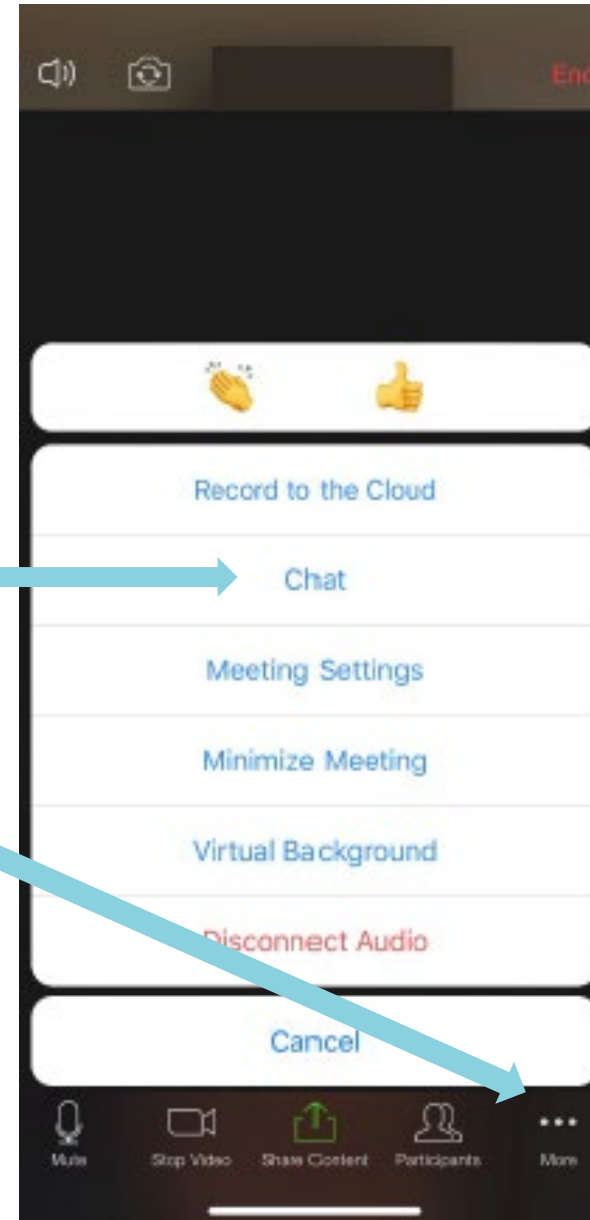 End
Record to the Cloud
Chat
Meeting Settings
Minimize Meeting
Virtual Background
Disconnect Audio
Cancel
Mute Stop Video Share Content Participants More